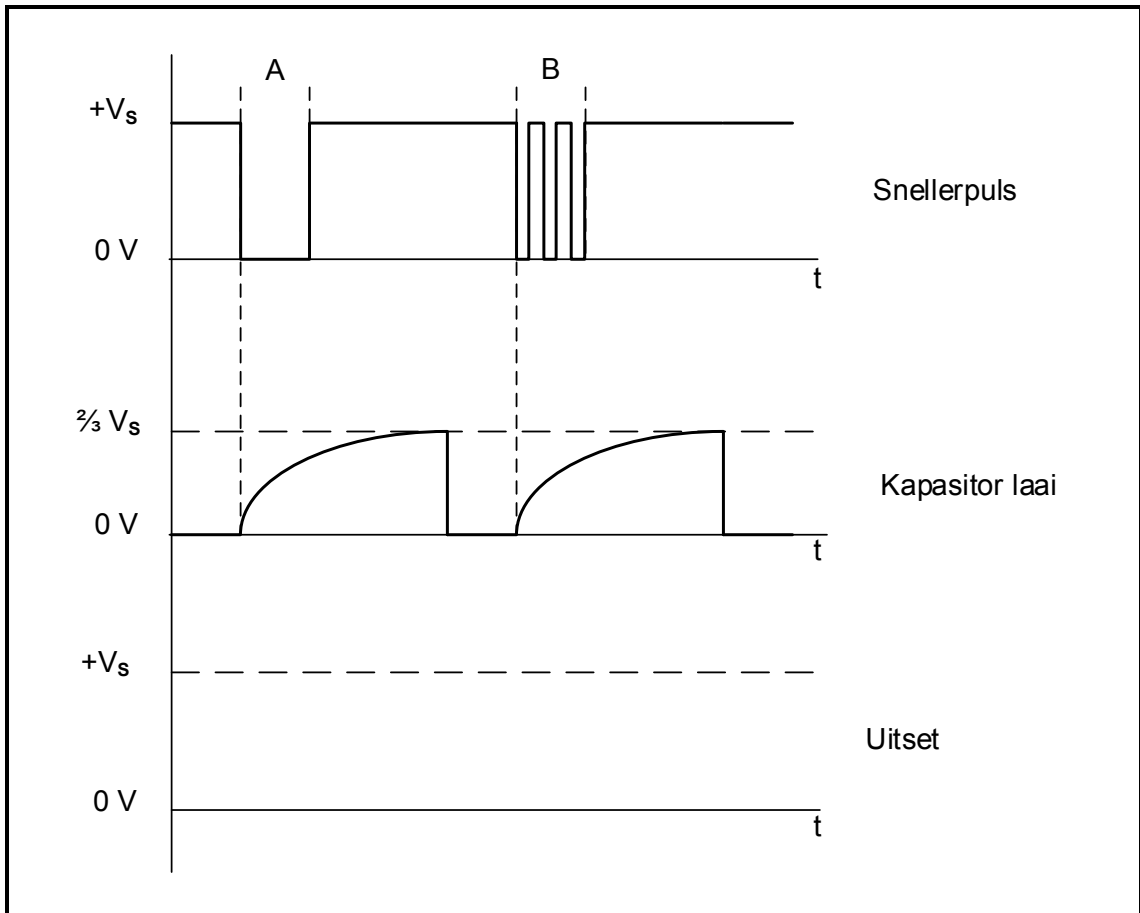 A
B
+Vs
0 V
Snellerpuls
t
⅔ Vs
0 V
Kapasitor laai
t
+Vs
0 V
Uitset
t